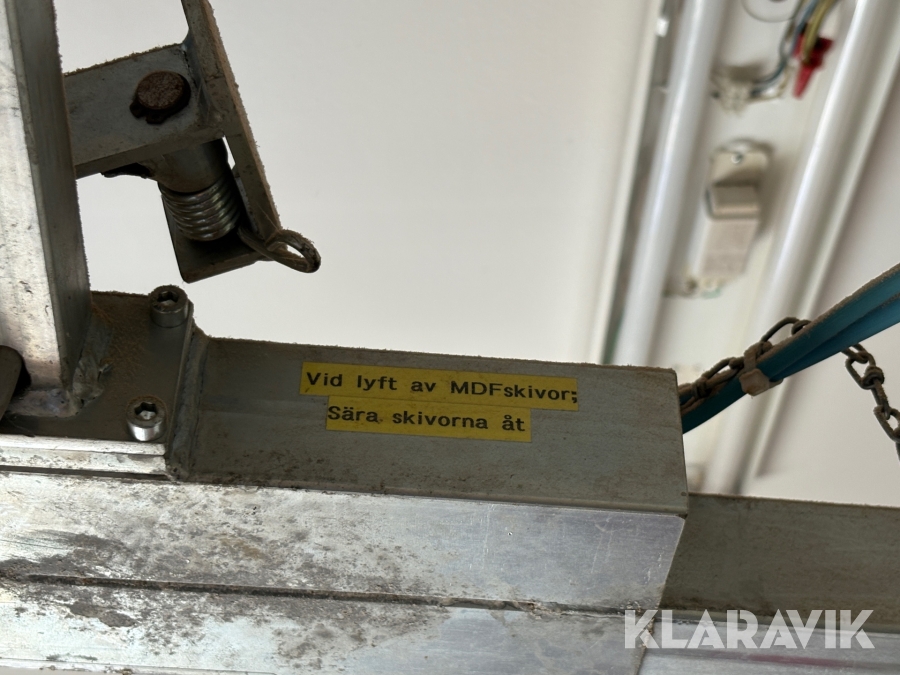 Vid lyft av MDFskivor;
Sära skivorna åt
KLARAVIK